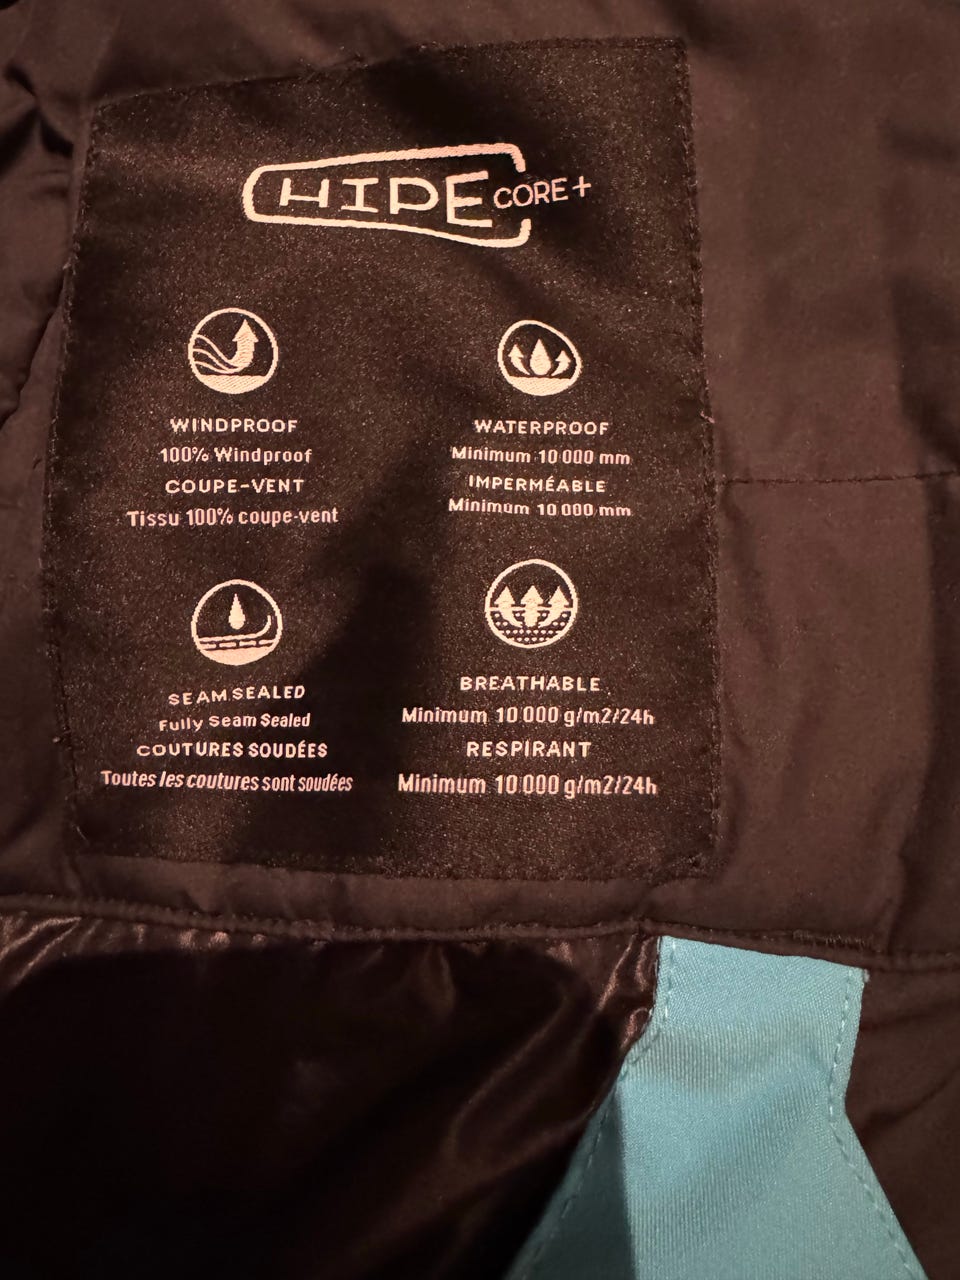 HIDE CORE+
WINDPROOF
100% Windproof
COUPE-VENT
Tissu 100% coupe-vent
WATERPROOF
Minimum 10 000 mm
IMPERMÉABLE
Minimum 10 000 mm
SEAM SEALED
Fully Seam Sealed
COUTURES SOUDÉES
Toutes les coutures sont soudées
BREATHABLE
Minimum 10 000 g/m2/24h
RESPIRANT
Minimum 10 000 g/m2/24h